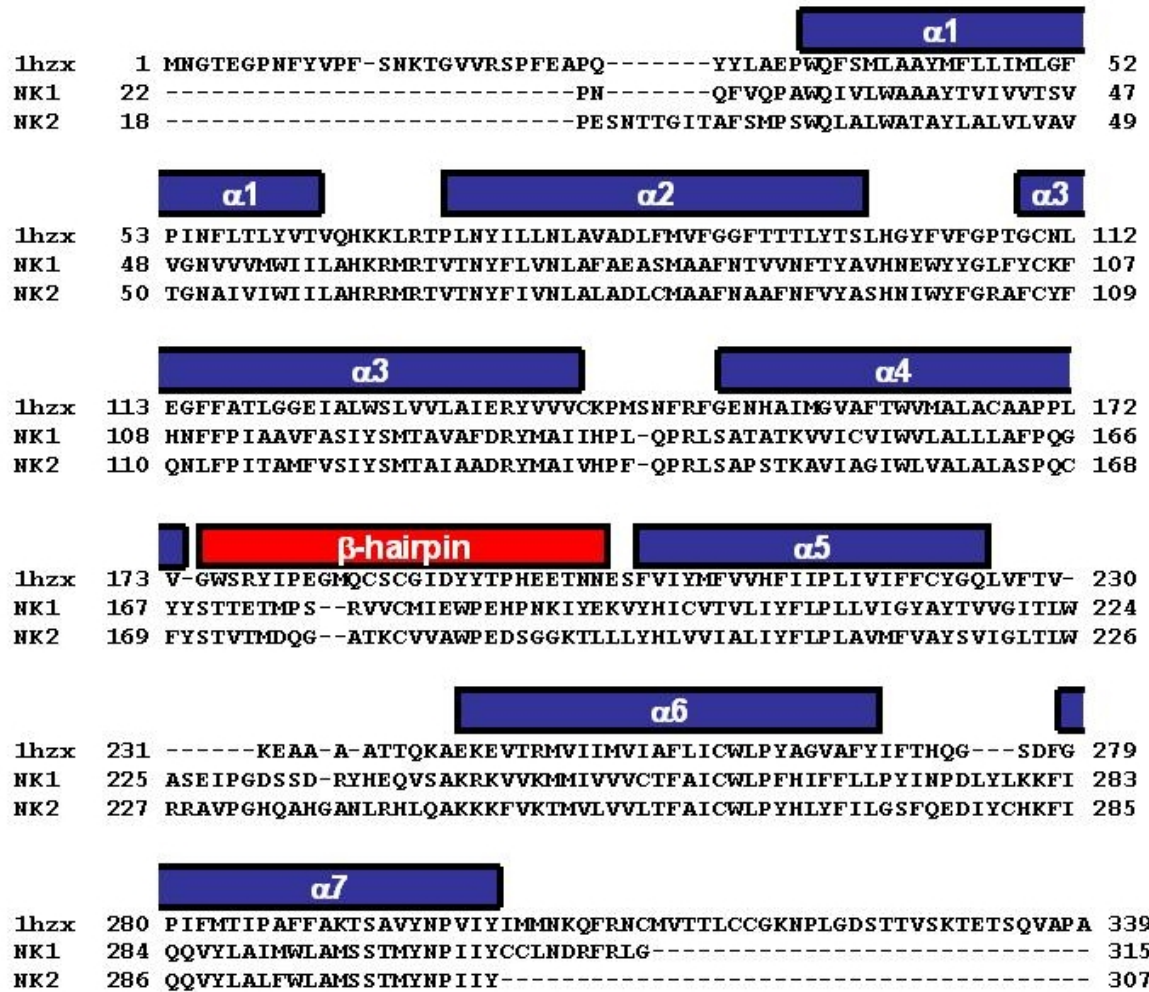 α1
1hzx 1 MNGTEGPNFYVPF-SNKTGVVRSPFEAPQ-------YYLAEPWQFSMLAAYMFLLIMLGF 52
NK1 22 --------------------------PN-------QFVQPAWQIVLWAAAYTVIVVTSV 47
NK2 18 --------------------------PESNTTGITAFSMPSWQLALWATAYLALVLVAV 49
α1 α2 α3
1hzx 53 PINFLTLYVTVQHKKLRTPLNYILLNLAVADLFMVFGGFTTTLYTSLHGYFVFGPTGCNL 112
NK1 48 VGNVVVMWIILAHKRMRTVTNYFLVNLAFAEASMAAFNTVVNFTYAVHNEWYYGLFYCKF 107
NK2 50 TGNAIVIWIILAHRRMRTVTNYFIVNLALADLCMAAFNAAFNFVYASHNIWYFGRAFCYF 109
α3 α4
1hzx 113 EGFFATLGGEIALWSLVVLAIERYVVVCKPMSNFRFGENHAIMGVAFTWVMALACAAPPL 172
NK1 108 HNFFPIAAVFASIYSMTAVAFDRYMAIIHPL-QPRLSATATKVVICVIWVLALLLAFPQG 166
NK2 110 QNLFPITAMFVSIYSMTAIAADRYMAIVHPF-QPRLSAPSTKAVIAGIWLVALALASPQC 168
β-hairpin α5
1hzx 173 V-GWSRYIPEGMQCSCGIDYYTPHEETNNESFVIYMFVVHFIIPLIVIFFCYGQLVFTV- 230
NK1 167 YYSTTETMPS--RVVCMIEWPEHPNKIYEKVYHICVTVLIYFLPLLVIGYAYTVVGITLW 224
NK2 169 FYSTVTMDQG--ATKCVVAWPEDSGGKTLLLYHLVVIALIYFLPLAVMFVAYSVIGLTLW 226
α6
1hzx 231 ------KEAA-A-ATTQKAEKEVTRMVIIMVIAFLICWLPYAGVAFYIFTHQG---SDFG 279
NK1 225 ASEIPGDSSD-RYHEQVSAKRKVVKMMIVVVCTFAICWLPFHIFFLLPYINPDLYLKKFI 283
NK2 227 RRAVPGHQAHGANLRHLQAKKKFVKTMVLVVLTFAICWLPYHLYFILGSFQEDIYCHKFI 285
α7
1hzx 280 PIFMTIPAFFAKTSAVYNPVIYIMMNKQFRNCMVTTLCCGKNPLGDSTTVSKTETSQVAPA 339
NK1 284 QQVYLAIMWLAMSSTMYNPIIYCCLNDRFRLG----------------------------- 315
NK2 286 QQVYLALFWLAMSSTMYNPIIY--------------------------------------- 307